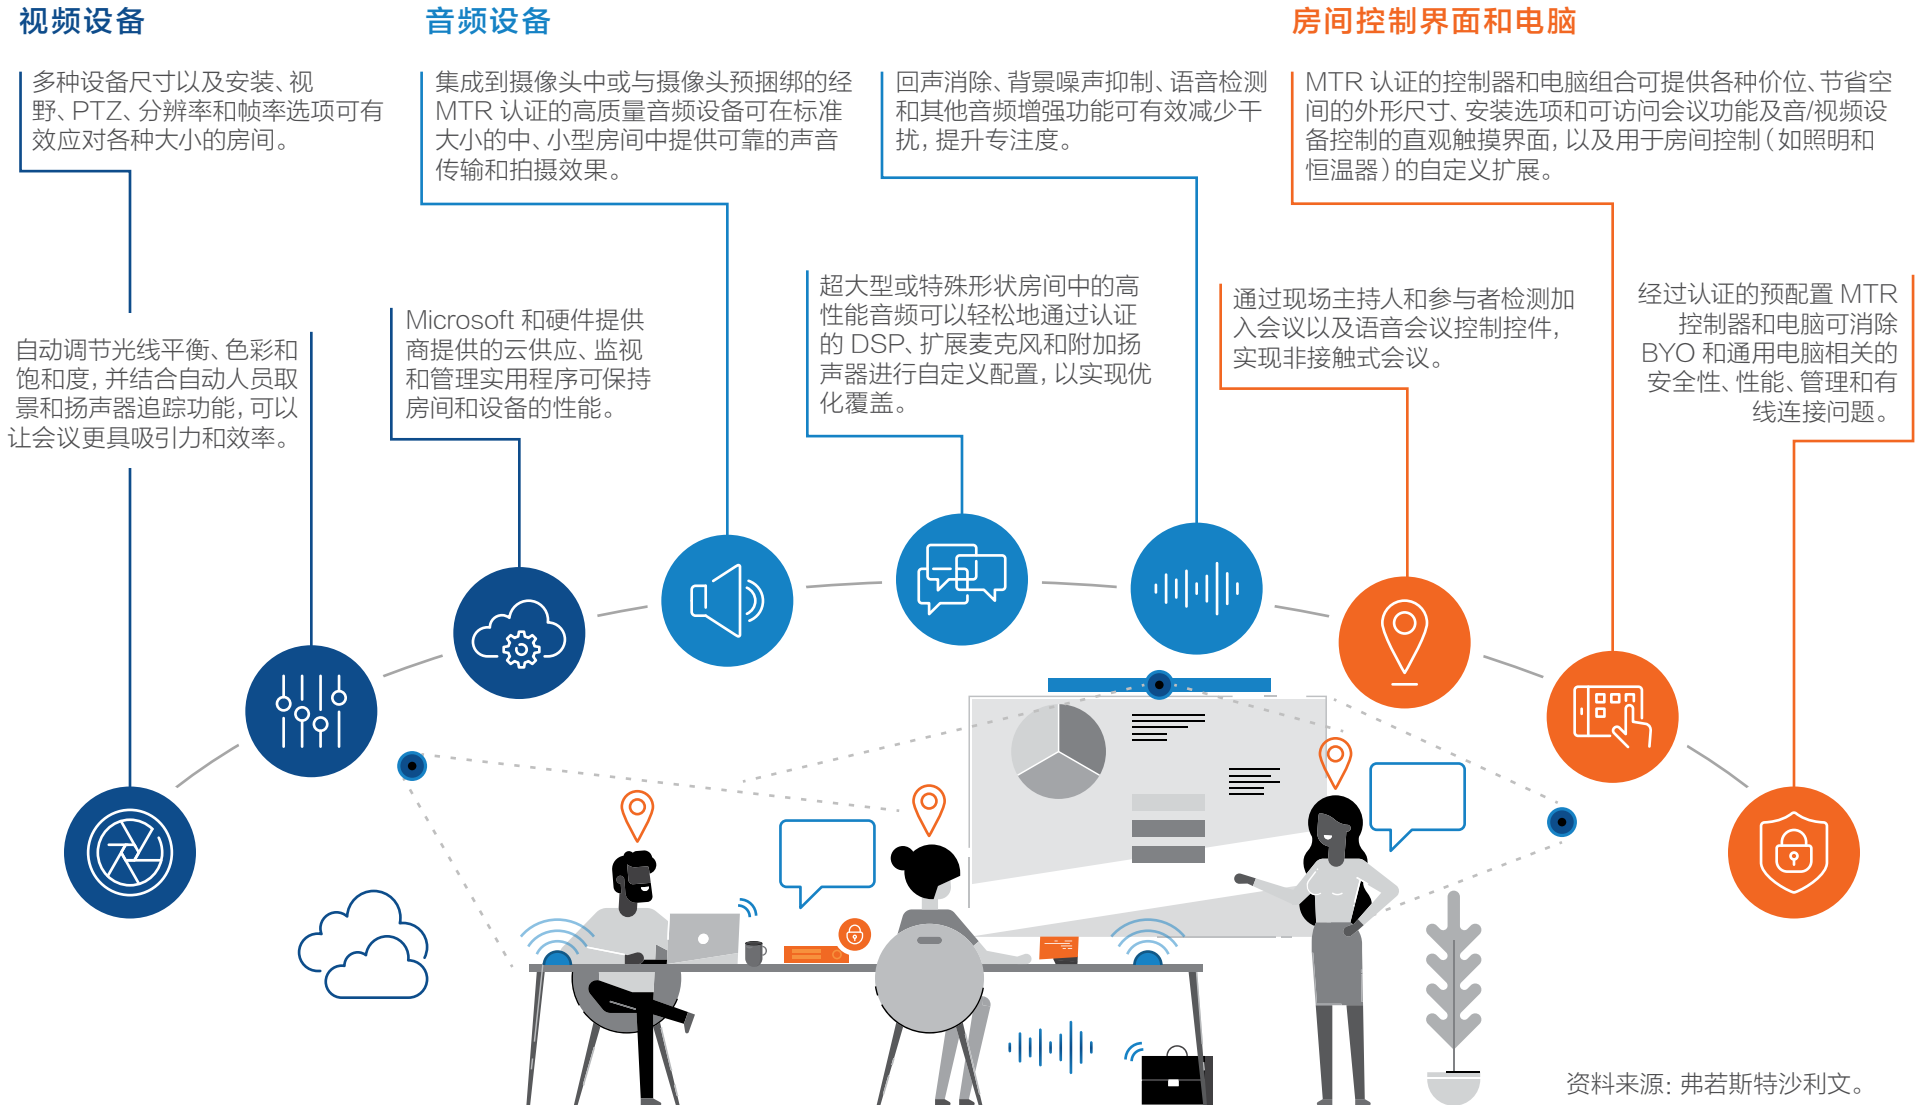 视频设备
多种设备尺寸以及安装、视
野、PTZ、分辨率和帧率选项可有
效应对各种大小的房间。
自动调节光线平衡、色彩和
饱和度，并结合自动人员取
景和扬声器追踪功能，可以
让会议更具吸引力和效率。
Microsoft 和硬件提供
商提供的云供应、监视
和管理实用程序可保持
房间和设备的性能。
音频设备
集成到摄像头中或与摄像头预捆绑的经
MTR 认证的高质量音频设备可在标准
大小的中、小型房间中提供可靠的声音
传输和拍摄效果。
超大型或特殊形状房间中的高
性能音频可以轻松地通过认证
的 DSP、扩展麦克风和附加扬
声器进行自定义配置，以实现优
化覆盖。
回声消除、背景噪声抑制、语音检测
和其他音频增强功能可有效减少干
扰，提升专注度。
房间控制界面和电脑
通过现场主持人和参与者检测加
入会议以及语音会议控制控件，
实现非接触式会议。
MTR 认证的控制器和电脑组合可提供各种价位、节省空
间的外形尺寸、安装选项和可访问会议功能及音/视频设
备控制的直观触摸界面，以及用于房间控制（如照明和
恒温器）的自定义扩展。
经过认证的预配置 MTR
控制器和电脑可消除
BYO 和通用电脑相关的
安全性、性能、管理和有
线连接问题。
资料来源：弗若斯特沙利文。